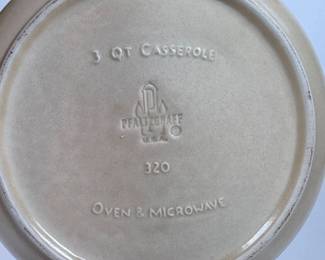 3 QT CASSEROLE
PFALTZGRAFF
U.S.A.
320
OVEN & MICROWAVE